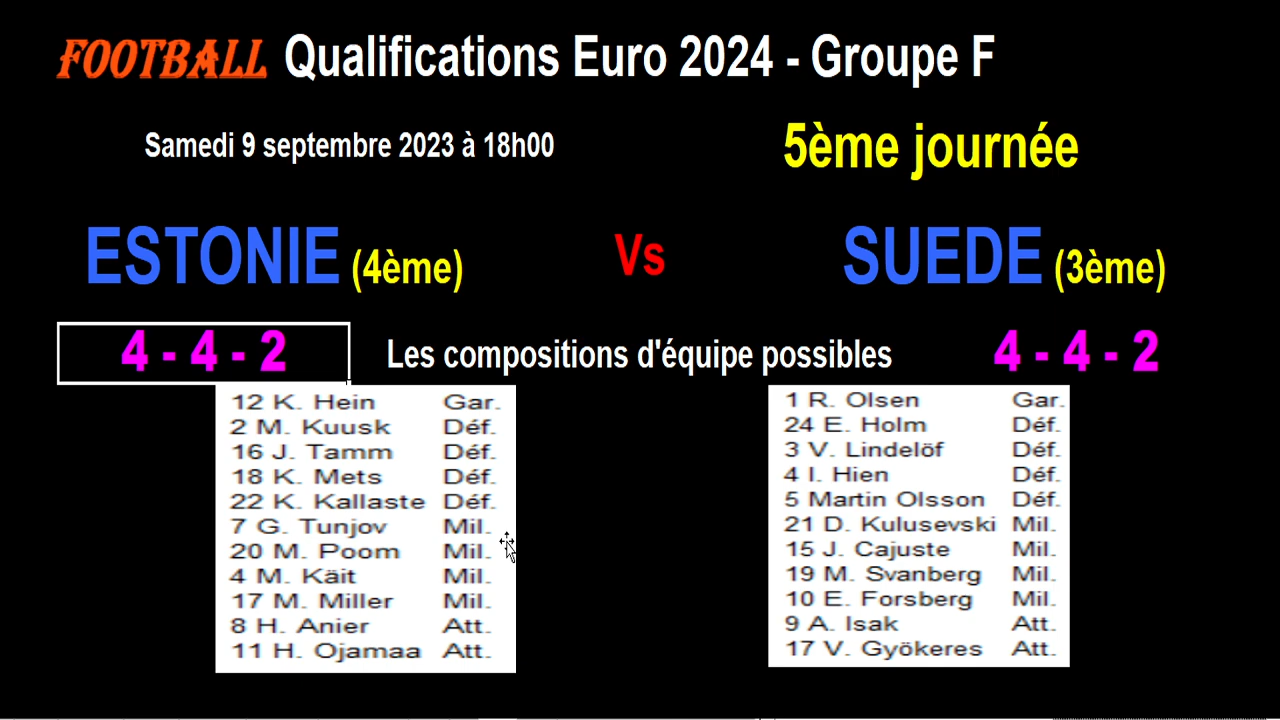 FOOTBALL Qualifications Euro 2024 - Groupe F
Samedi 9 septembre 2023 à 18h00 5ème journée
ESTONIE (4ème) Vs SUEDE (3ème)
4 - 4 - 2 Les compositions d'équipe possibles 4 - 4 - 2
12 K. Hein Gar.
2 M. Kuusk Déf.
16 J. Tamm Déf.
18 K. Mets Déf.
22 K. Kallaste Déf.
7 G. Tunjov Mil.
20 M. Poom Mil.
4 M. Käit Mil.
17 M. Miller Mil.
8 H. Anier Att.
11 H. Ojamaa Att.
1 R. Olsen Gar.
24 E. Holm Déf.
3 V. Lindelöf Déf.
4 I. Hien Déf.
5 Martin Olsson Déf.
21 D. Kulusevski Mil.
15 J. Cajuste Mil.
19 M. Svanberg Mil.
10 E. Forsberg Mil.
9 A. Isak Att.
17 V. Gyökeres Att.